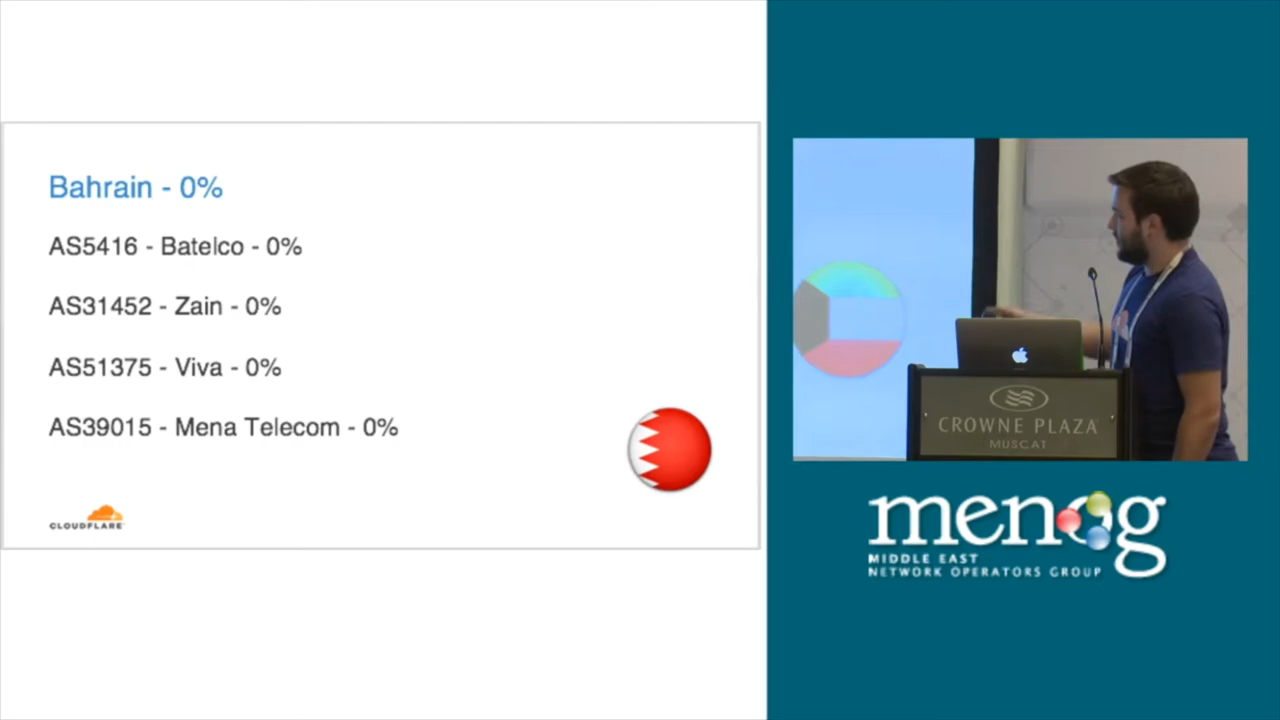 Bahrain - 0%
AS5416 - Batelco - 0%
AS31452 - Zain - 0%
AS51375 - Viva - 0%
AS39015 - Mena Telecom - 0%
CLOUDFLARE
CROWNE PLAZA
MUSCAT
menog
MIDDLE EAST
NETWORK OPERATORS GROUP